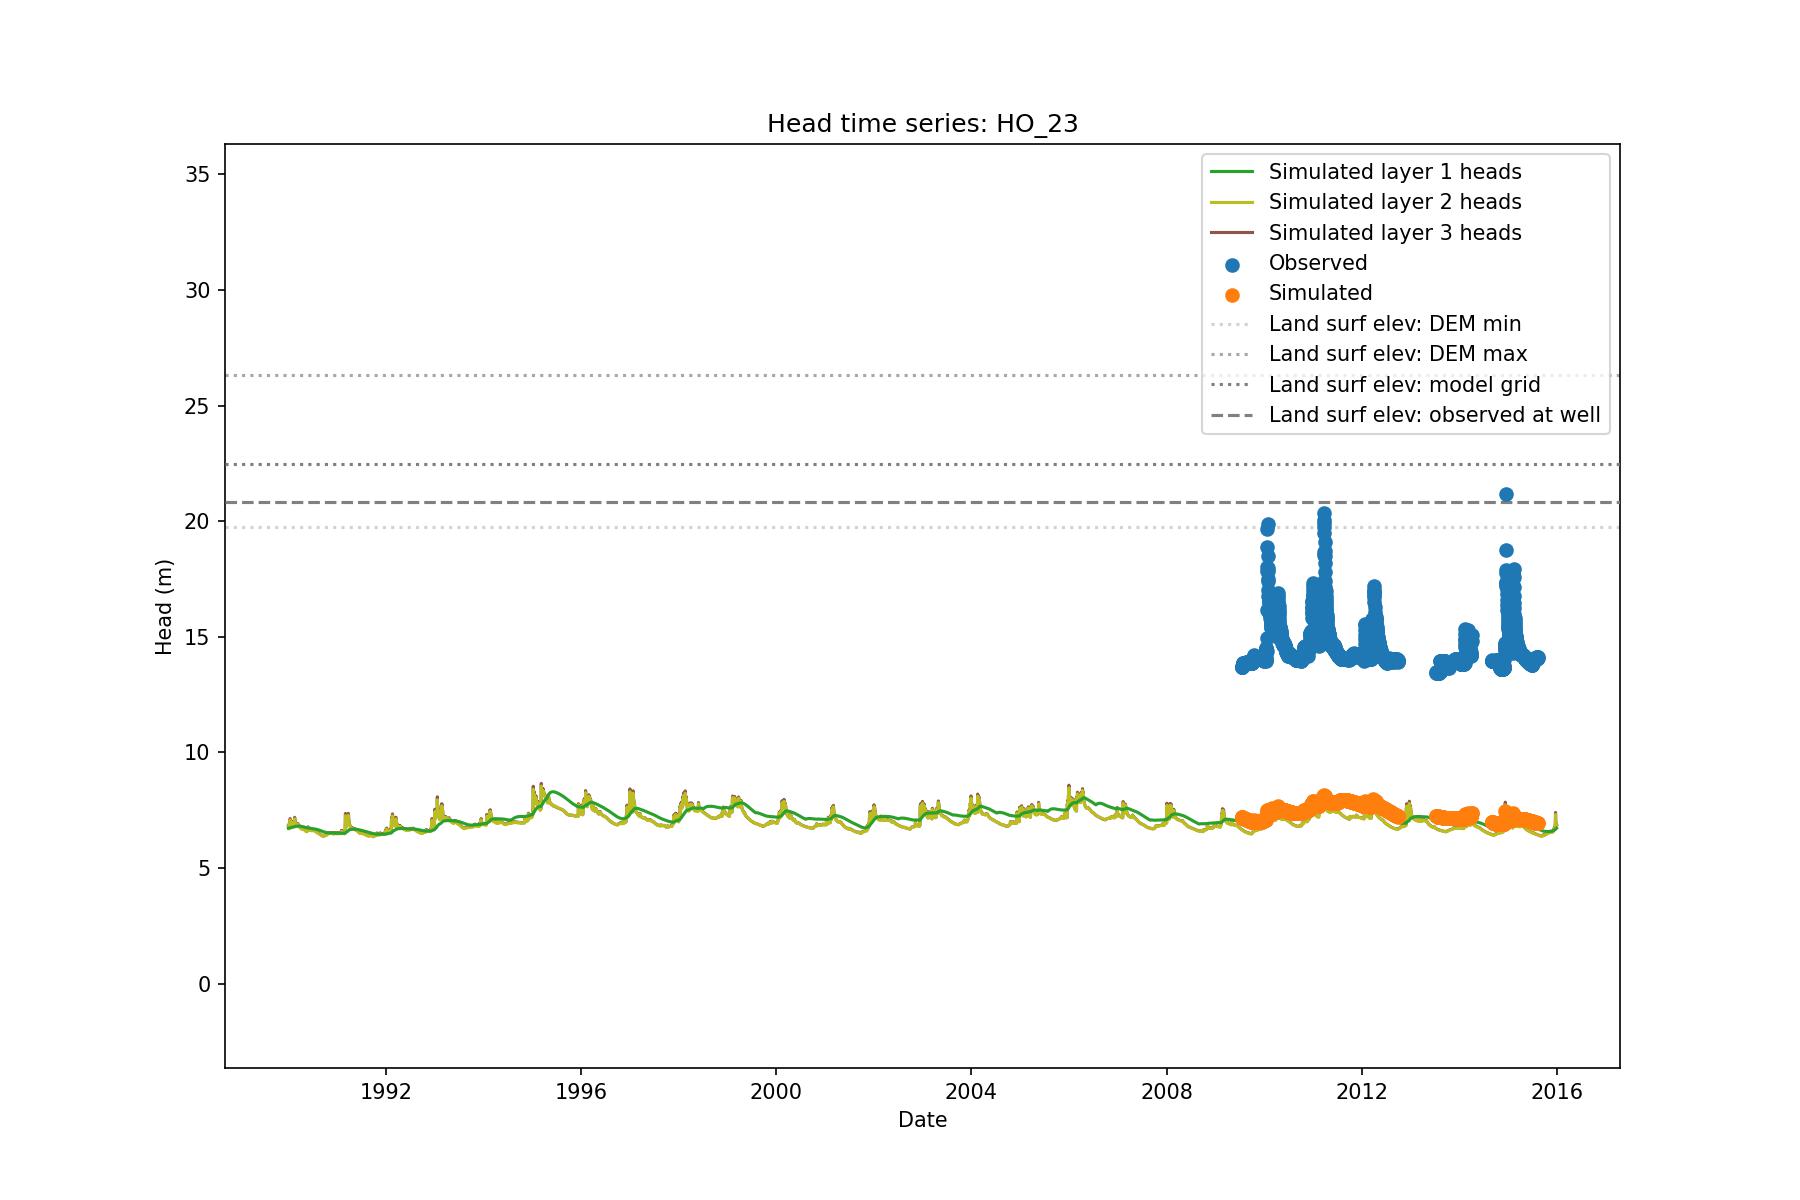 Head time series: HO_23
35
30
25
20
15
10
5
0
Head (m)
Simulated layer 1 heads
Simulated layer 2 heads
Simulated layer 3 heads
Observed
Simulated
Land surf elev: DEM min
Land surf elev: DEM max
Land surf elev: model grid
Land surf elev: observed at well
1992 1996 2000 2004 2008 2012 2016
Date